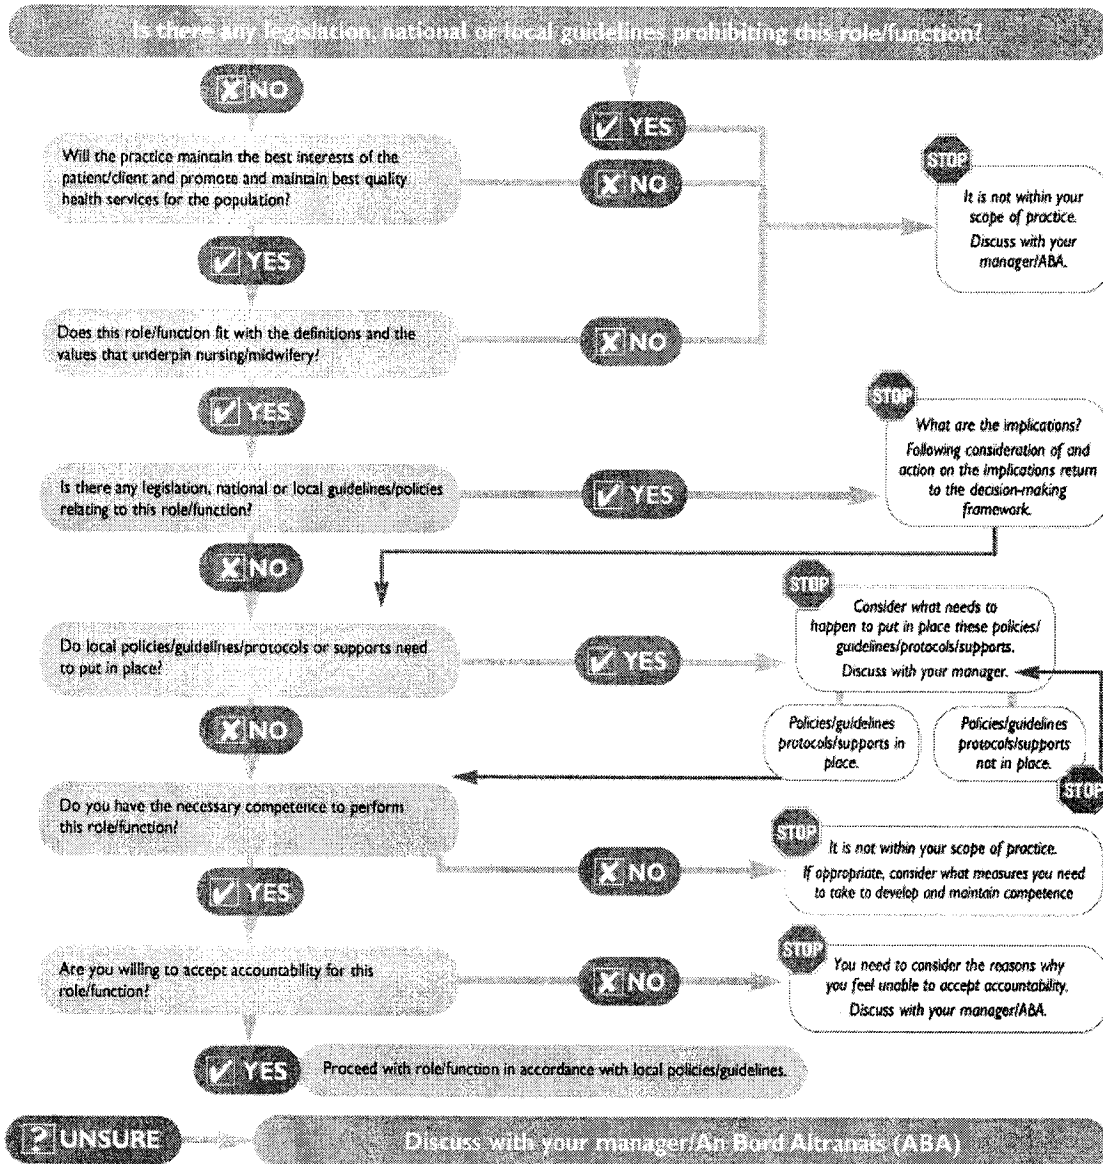 Is there any legislation, national or local guidelines prohibiting this role/function?
NO
YES
Will the practice maintain the best interests of the
patient/client and promote and maintain best quality
health services for the population?
NO
STOP
It is not within your
scope of practice.
Discuss with your
manager/ABA.
YES
Does this role/function fit with the definitions and the
values that underpin nursing/midwifery?
NO
YES
STOP
What are the implications?
Following consideration of and
action on the implications return
to the decision-making
framework.
Is there any legislation, national or local guidelines/policies
relating to this role/function?
YES
NO
STOP
Consider what needs to
happen to put in place these policies/
guidelines/protocols/supports.
Discuss with your manager.
Do local policies/guidelines/protocols or supports need
to put in place?
YES
NO
Policies/guidelines
protocols/supports in
place.
Policies/guidelines
protocols/supports
not in place.
STOP
Do you have the necessary competence to perform
this role/function?
NO
STOP
It is not within your scope of practice.
If appropriate, consider what measures you need
to take to develop and maintain competence
YES
Are you willing to accept accountability for this
role/function?
NO
STOP
You need to consider the reasons why
you feel unable to accept accountability.
Discuss with your manager/ABA.
YES
Proceed with role/function in accordance with local policies/guidelines.
? UNSURE
Discuss with your manager/An Bord Altranais (ABA)